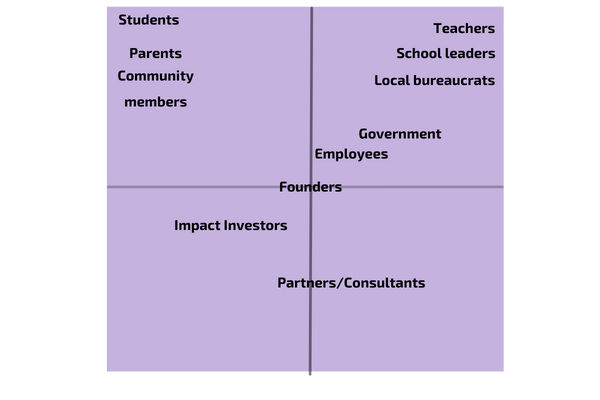 Students
Parents
Community
members
Teachers
School leaders
Local bureaucrats
Government
Employees
Founders
Impact Investors
Partners/Consultants